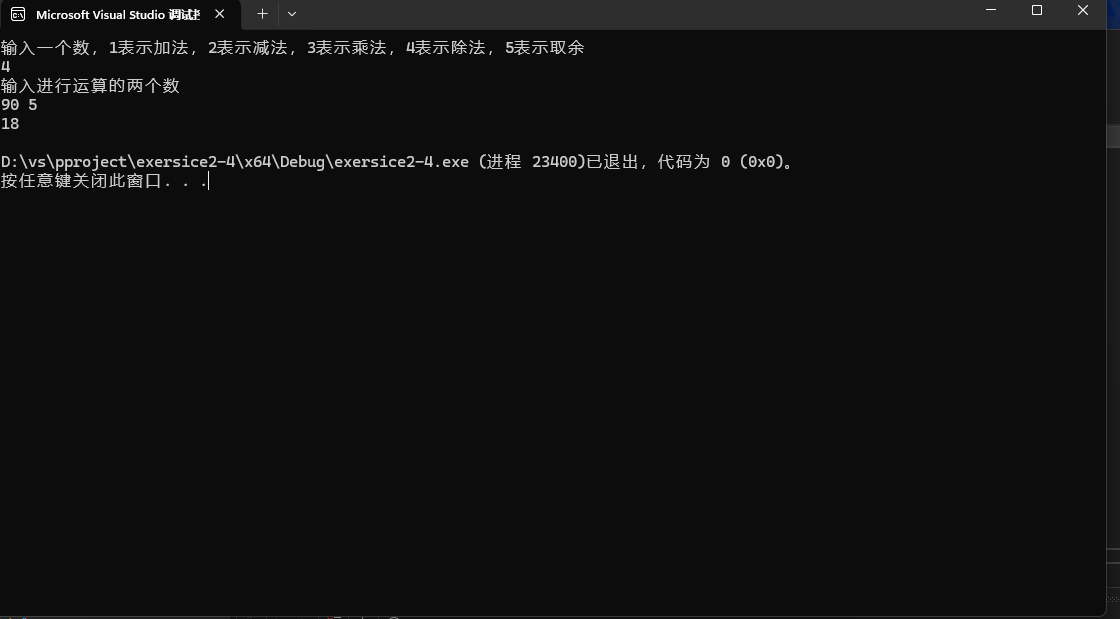 Microsoft Visual Studio 调试
输入一个数，1表示加法，2表示减法，3表示乘法，4表示除法，5表示取余
4
输入进行运算的两个数
90 5
18
D:\vs\pproject\exersice2-4\x64\Debug\exersice2-4.exe (进程 23400)已退出，代码为 0 (0x0)。
按任意键关闭此窗口. . .